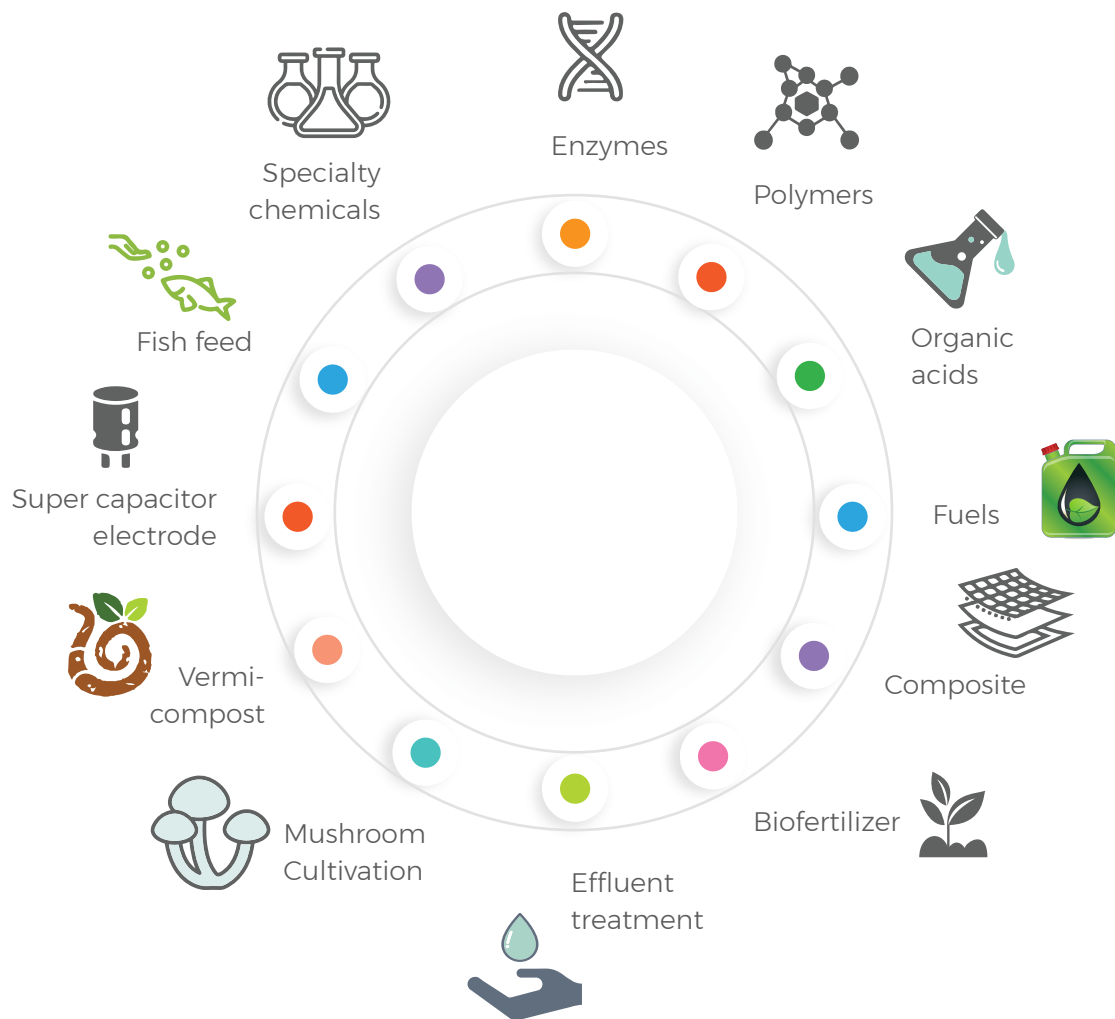 Enzymes
Polymers
Organic
acids
Fuels
Composite
Biofertilizer
Effluent
treatment
Mushroom
Cultivation
Vermi-
compost
Super capacitor
electrode
Fish feed
Specialty
chemicals